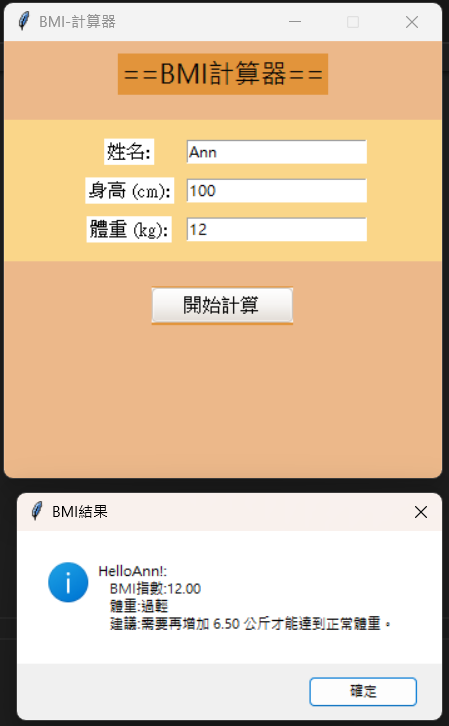 BMI-計算器
==BMI計算器==
姓名:
Ann
身高 (cm):
100
體重 (kg):
12
開始計算
BMI結果
HelloAnn!:
BMI指數:12.00
體重:過輕
建議:需要再增加 6.50 公斤才能達到正常體重。
確定